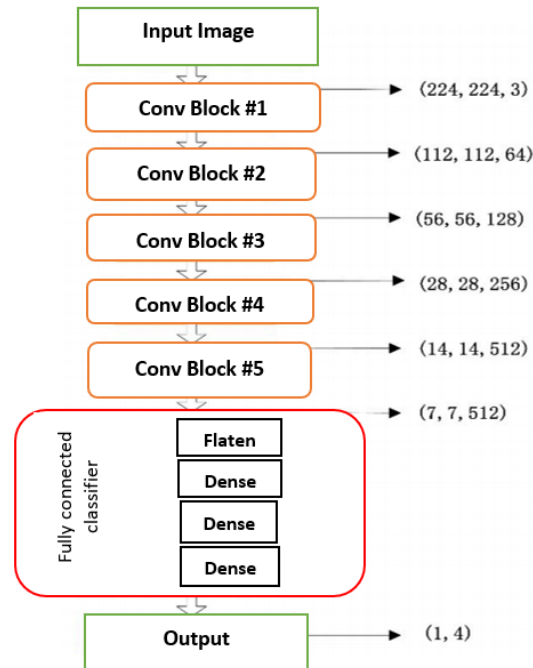 Input Image
(224, 224, 3)
Conv Block #1
(112, 112, 64)
Conv Block #2
(56, 56, 128)
Conv Block #3
(28, 28, 256)
Conv Block #4
(14, 14, 512)
Conv Block #5
(7, 7, 512)
Fully connected
classifier
Flaten
Dense
Dense
Dense
Output
(1, 4)